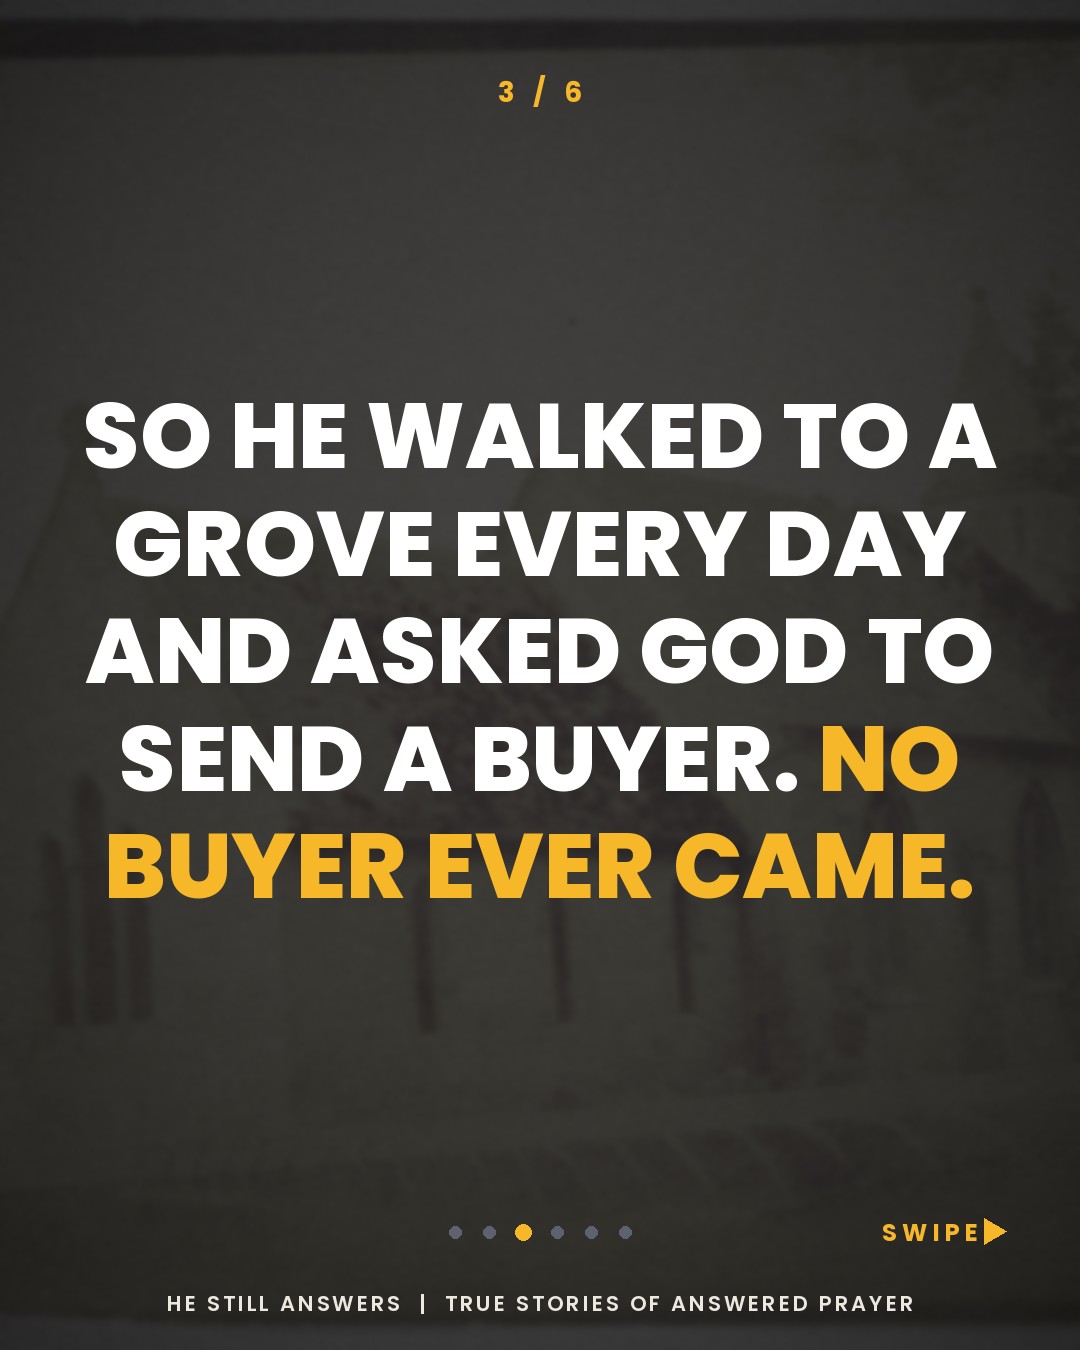 3 / 6
SO HE WALKED TO A
GROVE EVERY DAY
AND ASKED GOD TO
SEND A BUYER. NO
BUYER EVER CAME.
SWIPE
HE STILL ANSWERS | TRUE STORIES OF ANSWERED PRAYER